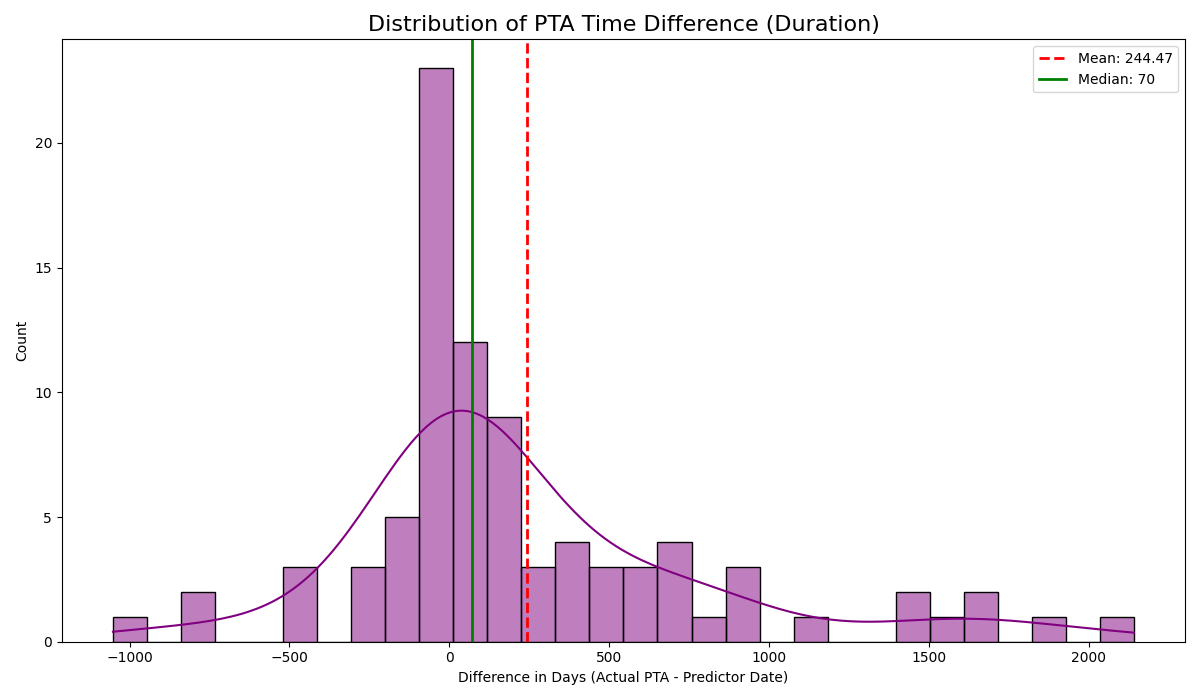 Distribution of PTA Time Difference (Duration)
Mean: 244.47
Median: 70
Count
20
15
10
5
0
−1000
−500
0
500
1000
1500
2000
Difference in Days (Actual PTA - Predictor Date)